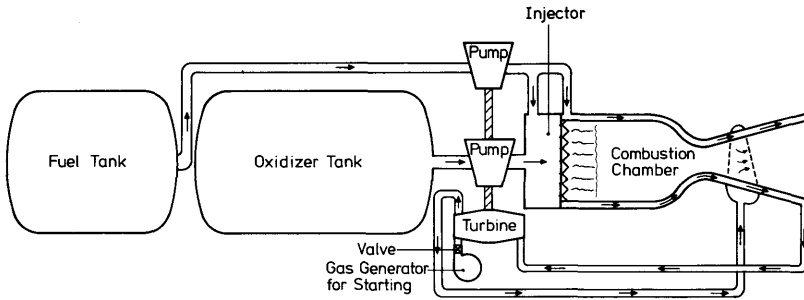 Injector
Pump
Fuel Tank
Oxidizer Tank
Pump
Combustion
Chamber
Turbine
Valve
Gas Generator
for Starting